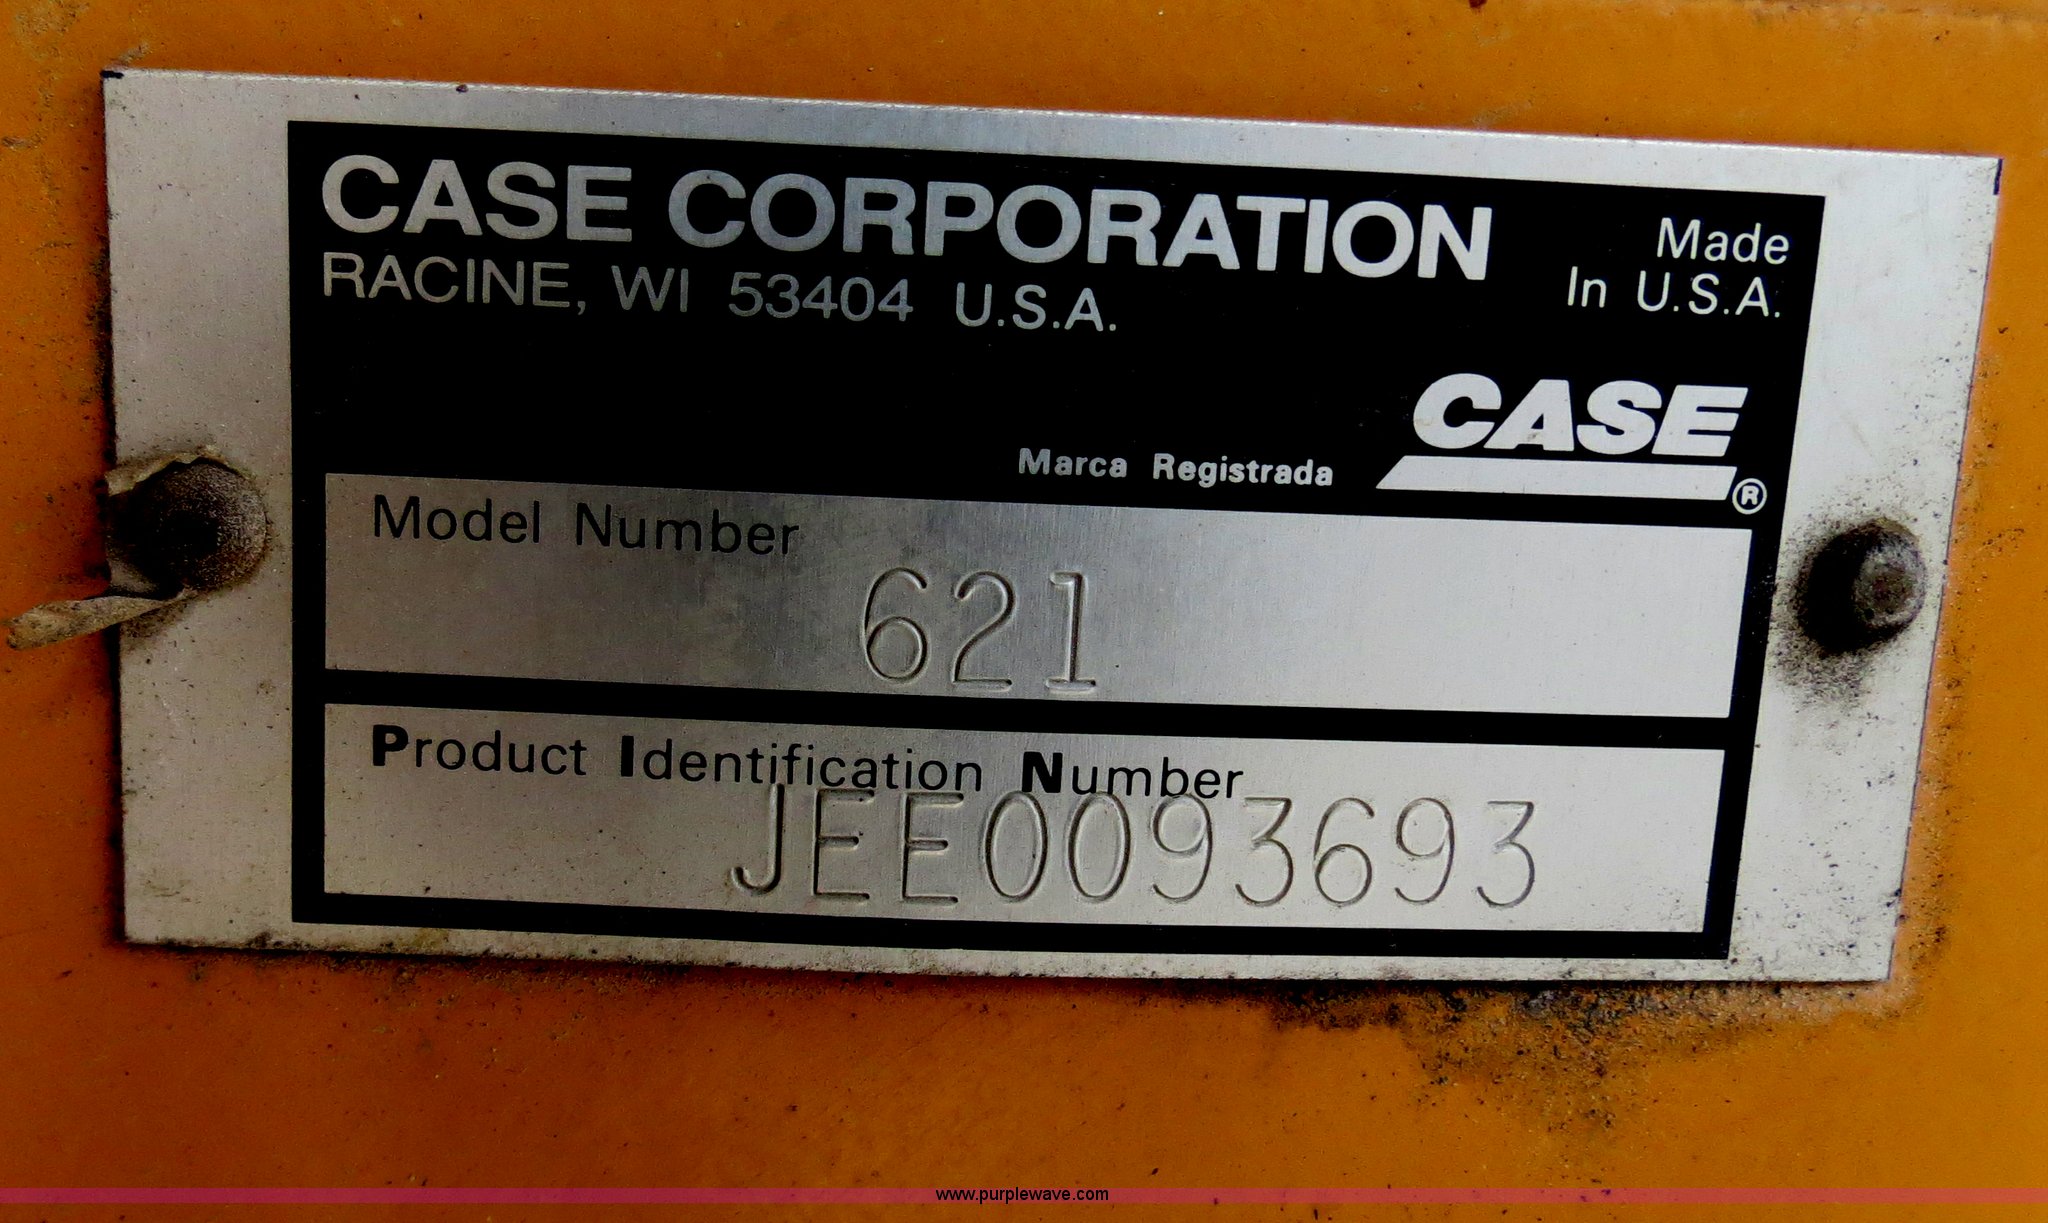 CASE CORPORATION
RACINE, WI 53404 U.S.A.
Made
In U.S.A.
CASE
Marca Registrada
®
Model Number
621
Product Identification Number
JEE0093693
www.purplewave.com